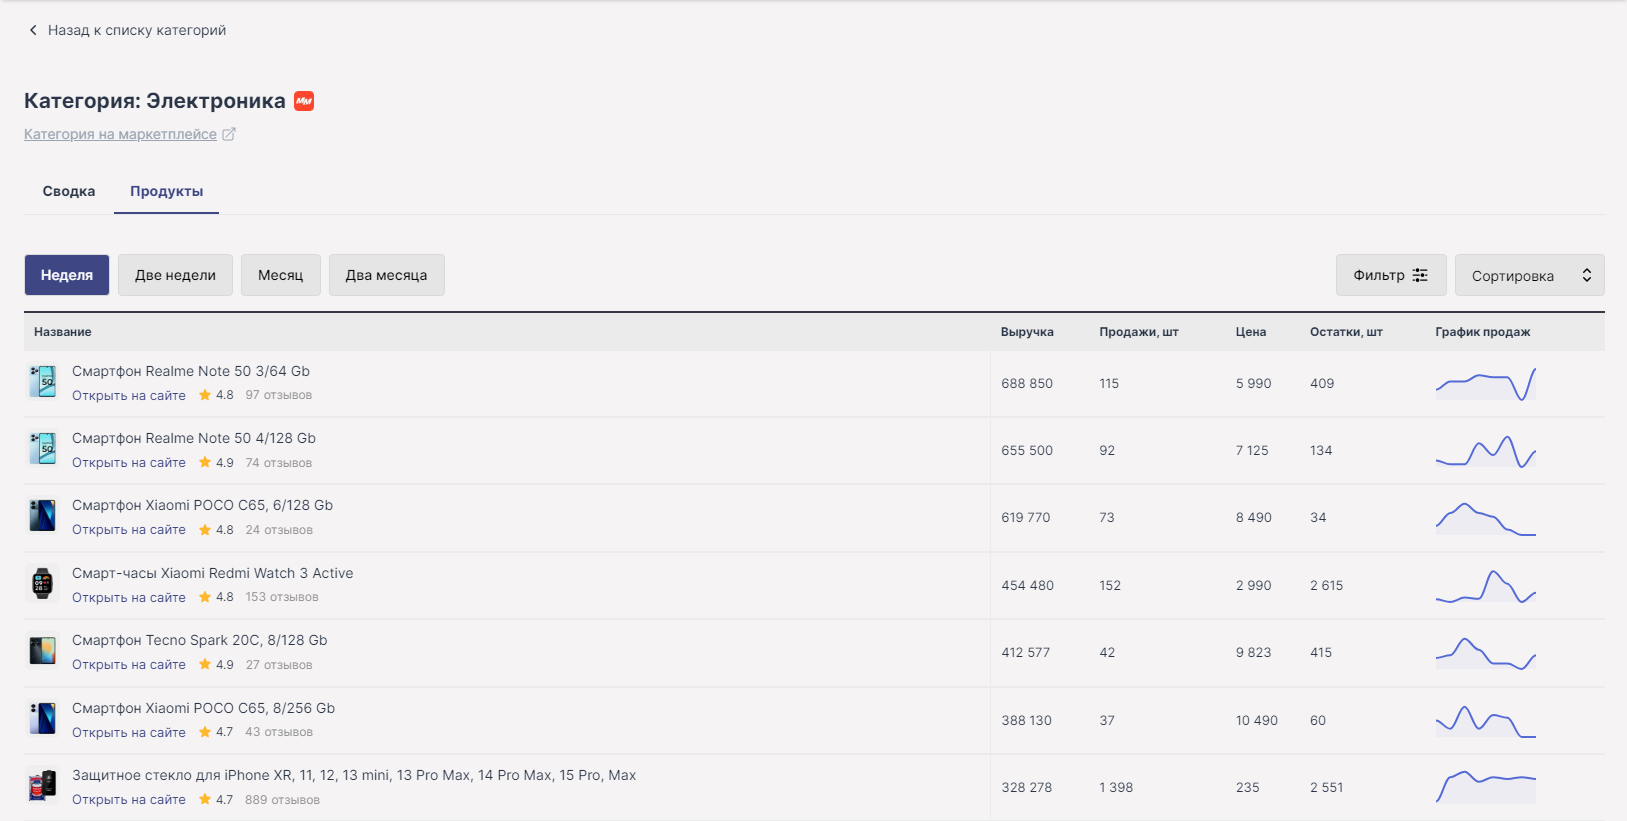 Назад к списку категорий
Категория: Электроника
Категория на маркетплейсе
Сводка Продукты
Неделя Две недели Месяц Два месяца Фильтр Сортировка
Название Выручка Продажи, шт Цена Остатки, шт График продаж
Смартфон Realme Note 50 3/64 Gb
Открыть на сайте 4.8 97 отзывов 688 850 115 5 990 409
Смартфон Realme Note 50 4/128 Gb
Открыть на сайте 4.9 74 отзывов 655 500 92 7 125 134
Смартфон Xiaomi POCO C65, 6/128 Gb
Открыть на сайте 4.8 24 отзывов 619 770 73 8 490 34
Смарт-часы Xiaomi Redmi Watch 3 Active
Открыть на сайте 4.8 153 отзывов 454 480 152 2 990 2 615
Смартфон Tecno Spark 20C, 8/128 Gb
Открыть на сайте 4.9 27 отзывов 412 577 42 9 823 415
Смартфон Xiaomi POCO C65, 8/256 Gb
Открыть на сайте 4.7 43 отзывов 388 130 37 10 490 60
Защитное стекло для iPhone XR, 11, 12, 13 mini, 13 Pro Max, 14 Pro Max, 15 Pro, Max
Открыть на сайте 4.7 889 отзывов 328 278 1 398 235 2 551